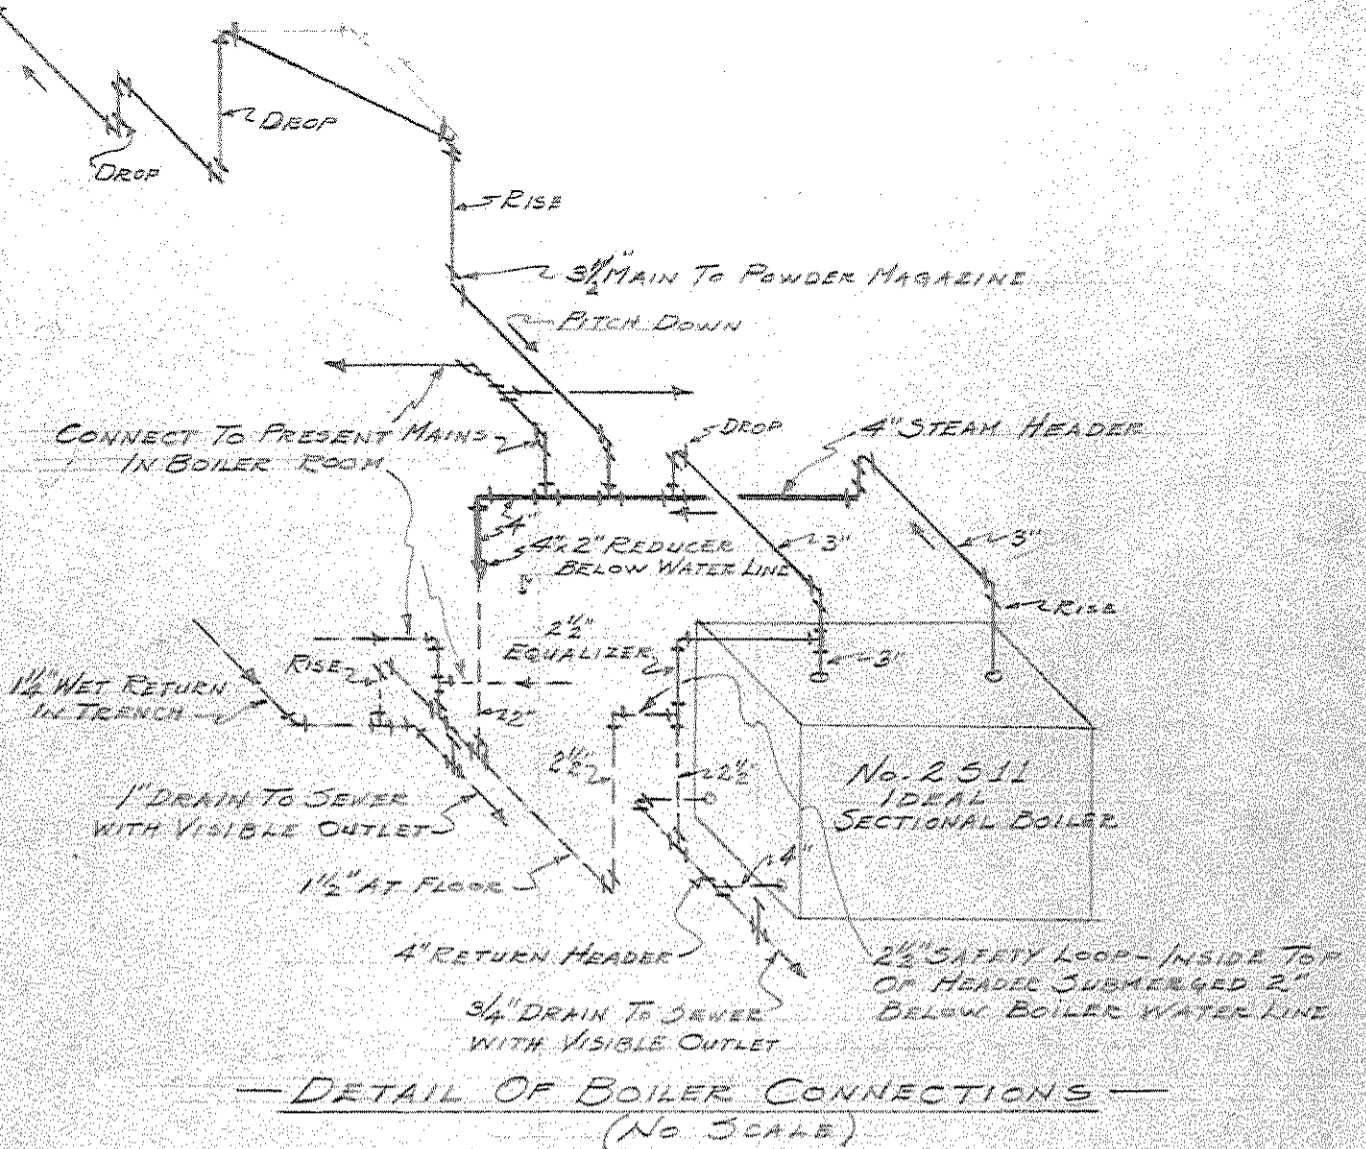 DROP
DROP
RISE
3½" MAIN TO POWDER MAGAZINE
PITCH DOWN
CONNECT TO PRESENT MAINS
IN BOILER ROOM
DROP
4" STEAM HEADER
4"
4"x2" REDUCER
BELOW WATER LINE
3"
3"
RISE
2½"
EQUALIZER
3"
RISE
1¼" WET RETURN
IN TRENCH
2"
2½"
2½"
No. 2 S 11
IDEAL
SECTIONAL BOILER
1" DRAIN TO SEWER
WITH VISIBLE OUTLET
4"
1½" AT FLOOR
4" RETURN HEADER
2½" SAFETY LOOP - INSIDE TOP
OF HEADER SUBMERGED 2"
BELOW BOILER WATER LINE
3/4" DRAIN TO SEWER
WITH VISIBLE OUTLET
DETAIL OF BOILER CONNECTIONS
(NO SCALE)